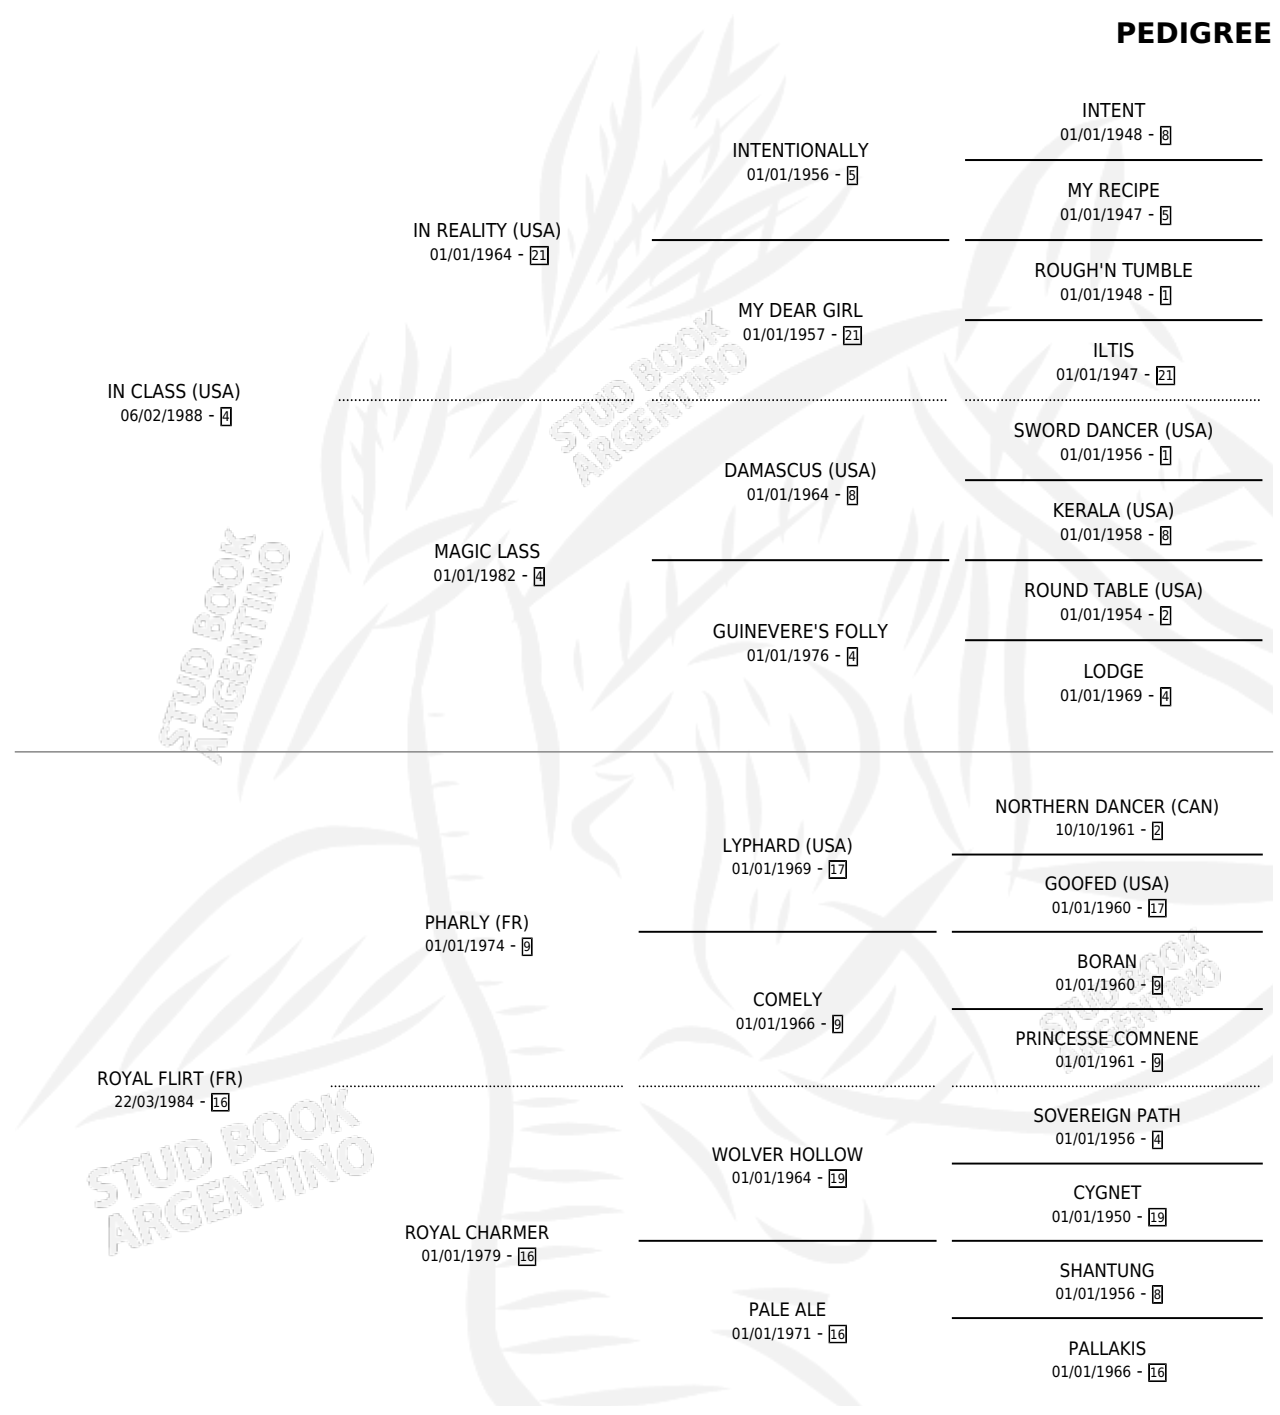 PEDIGREE
INTENT
01/01/1948 - 8
INTENTIONALLY
01/01/1956 - 5
MY RECIPE
01/01/1947 - 5
IN REALITY (USA)
01/01/1964 - 21
ROUGH'N TUMBLE
01/01/1948 - 1
MY DEAR GIRL
01/01/1957 - 21
ILTIS
01/01/1947 - 21
IN CLASS (USA)
06/02/1988 - 4
SWORD DANCER (USA)
01/01/1956 - 1
DAMASCUS (USA)
01/01/1964 - 8
KERALA (USA)
01/01/1958 - 8
MAGIC LASS
01/01/1982 - 4
ROUND TABLE (USA)
01/01/1954 - 2
GUINEVERE'S FOLLY
01/01/1976 - 4
LODGE
01/01/1969 - 4
NORTHERN DANCER (CAN)
10/10/1961 - 2
LYPHARD (USA)
01/01/1969 - 17
GOOFED (USA)
01/01/1960 - 17
PHARLY (FR)
01/01/1974 - 9
BORAN
01/01/1960 - 9
COMELY
01/01/1966 - 9
PRINCESSE COMNENE
01/01/1961 - 9
ROYAL FLIRT (FR)
22/03/1984 - 16
SOVEREIGN PATH
01/01/1956 - 4
WOLVER HOLLOW
01/01/1964 - 19
CYGNET
01/01/1950 - 19
ROYAL CHARMER
01/01/1979 - 16
SHANTUNG
01/01/1956 - 8
PALE ALE
01/01/1971 - 16
PALLAKIS
01/01/1966 - 16
STUD BOOK
ARGENTINO
STUD BOOK
ARGENTINO
STUD BOOK
ARGENTINO
STUD BOOK
ARGENTINO